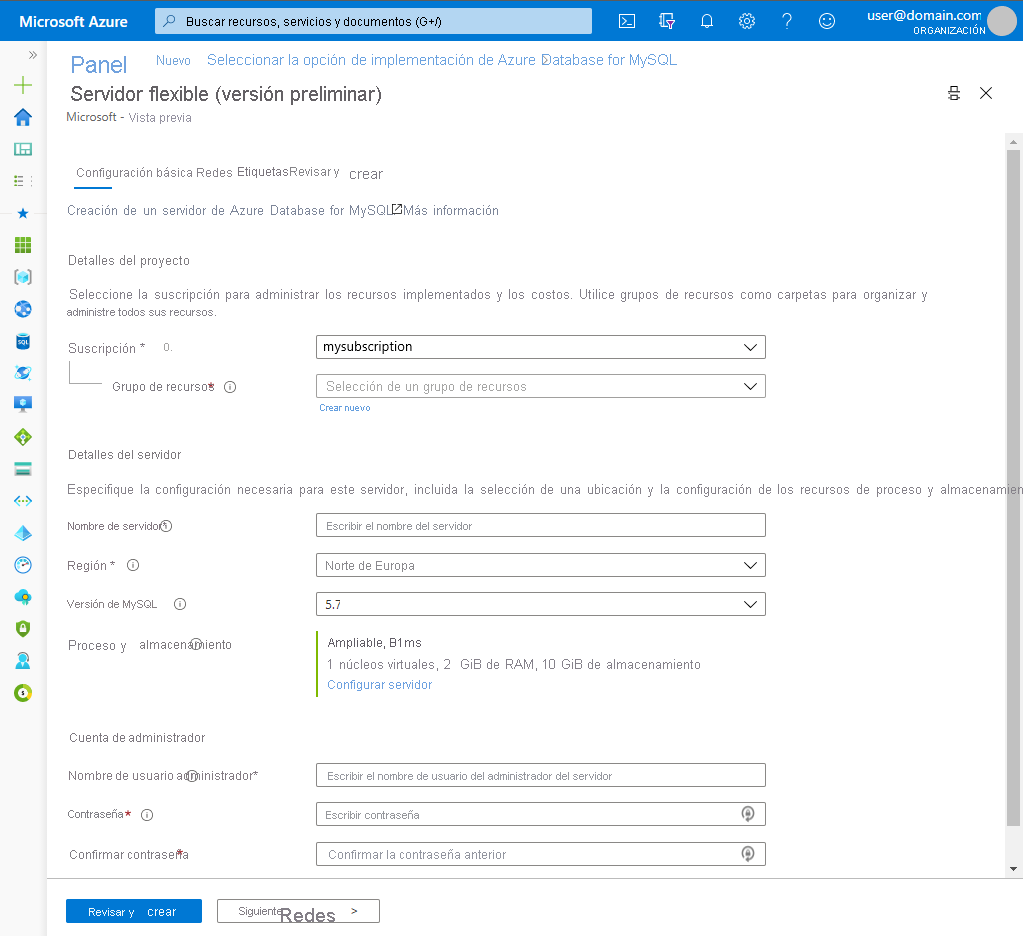 Microsoft Azure
Buscar recursos, servicios y documentos (G+/)
user@domain.com
ORGANIZACIÓN
Panel Nuevo Seleccionar la opción de implementación de Azure Database for MySQL
Servidor flexible (versión preliminar)
Microsoft - Vista previa
Configuración básica Redes Etiquetas Revisar y crear
Creación de un servidor de Azure Database for MySQL Más información
Detalles del proyecto
Seleccione la suscripción para administrar los recursos implementados y los costos. Utilice grupos de recursos como carpetas para organizar y
administre todos sus recursos.
Suscripción * 0.
mysubscription
Grupo de recursos*
Selección de un grupo de recursos
Crear nuevo
Detalles del servidor
Especifique la configuración necesaria para este servidor, incluida la selección de una ubicación y la configuración de los recursos de proceso y almacenamien
Nombre de servidor
Escribir el nombre del servidor
Región *
Norte de Europa
Versión de MySQL
5.7
Proceso y almacenamiento
Ampliable, B1ms
1 núcleos virtuales, 2 GiB de RAM, 10 GiB de almacenamiento
Configurar servidor
Cuenta de administrador
Nombre de usuario administrador*
Escribir el nombre de usuario del administrador del servidor
Contraseña*
Escribir contraseña
Confirmar contraseña*
Confirmar la contraseña anterior
Revisar y crear
Siguiente Redes >